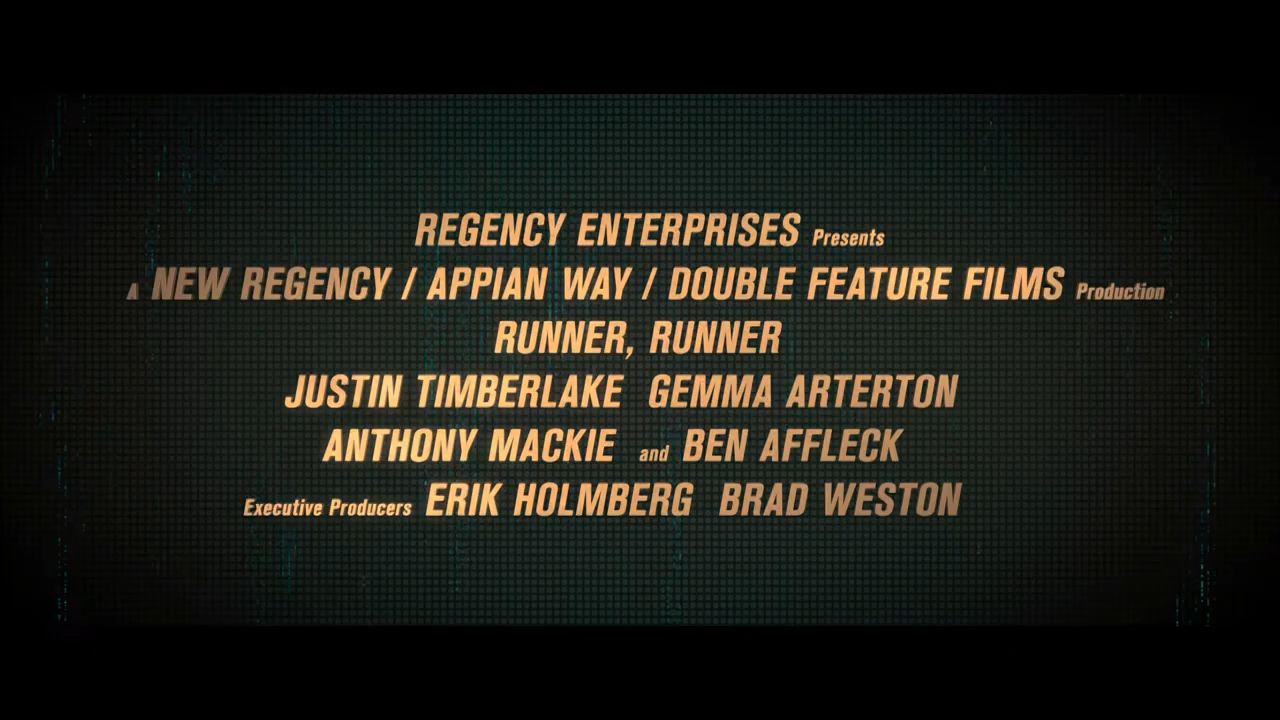 REGENCY ENTERPRISES Presents
A NEW REGENCY / APPIAN WAY / DOUBLE FEATURE FILMS Production
RUNNER, RUNNER
JUSTIN TIMBERLAKE GEMMA ARTERTON
ANTHONY MACKIE and BEN AFFLECK
Executive Producers ERIK HOLMBERG BRAD WESTON